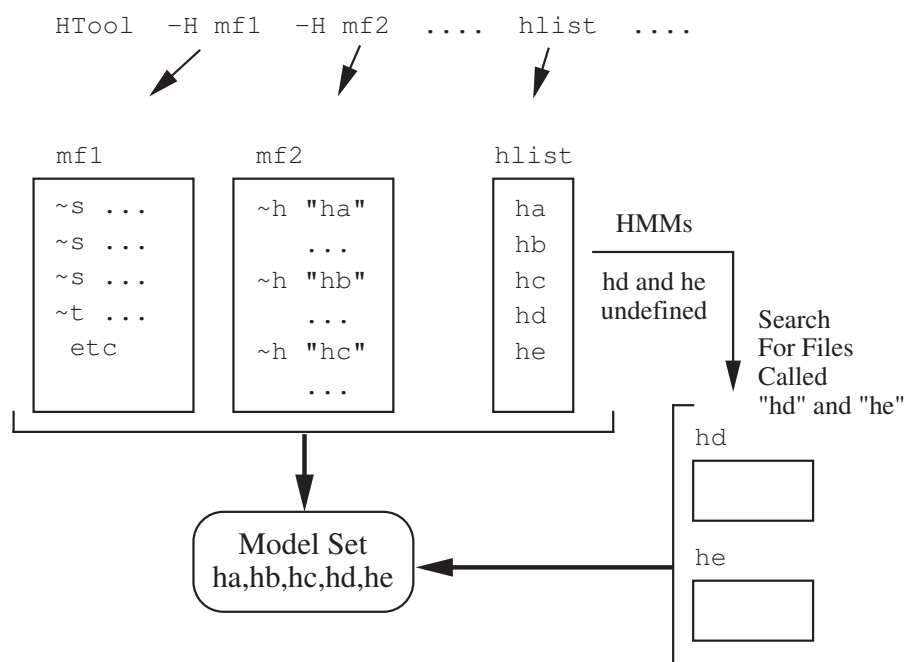 HTool -H mf1 -H mf2 .... hlist ....
mf1
~s ...
~s ...
~s ...
~t ...
etc
mf2
~h "ha"
...
~h "hb"
...
~h "hc"
...
hlist
ha
hb
hc
hd
he
HMMs
hd and he
undefined
Search
For Files
Called
"hd" and "he"
hd
he
Model Set
ha,hb,hc,hd,he